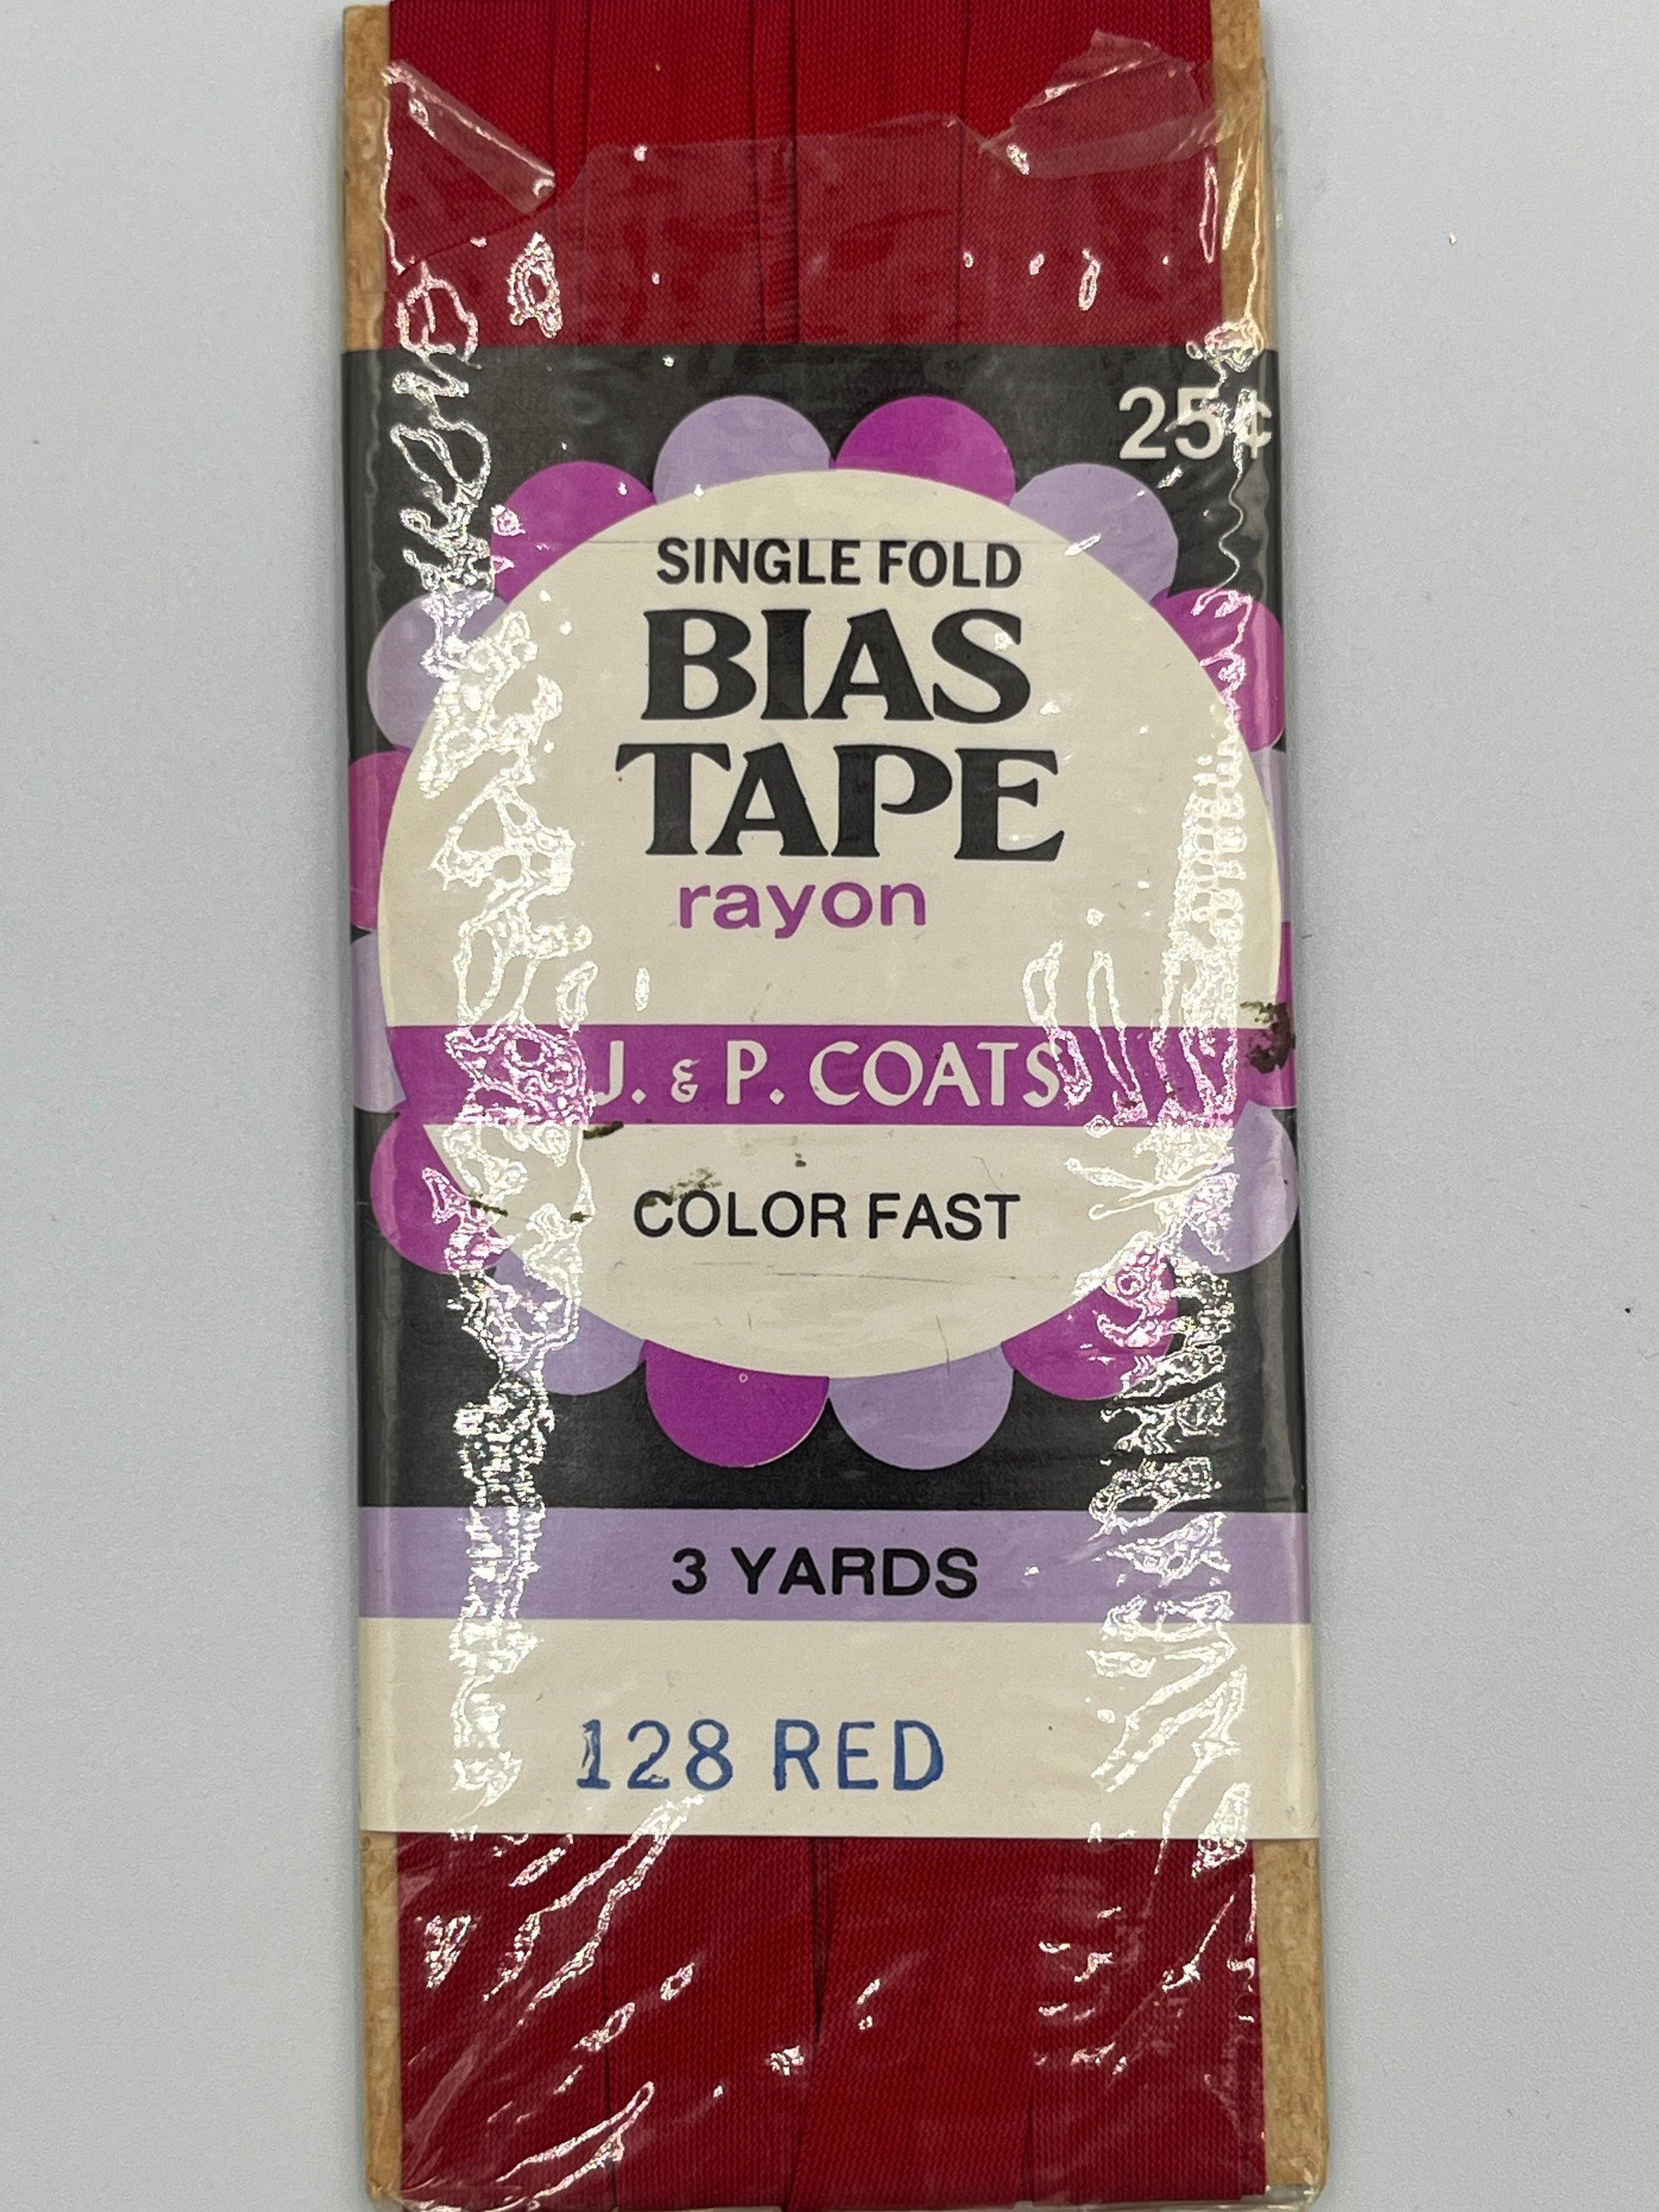 25¢
SINGLE FOLD
BIAS
TAPE
rayon
J. & P. COATS
COLOR FAST
3 YARDS
128 RED